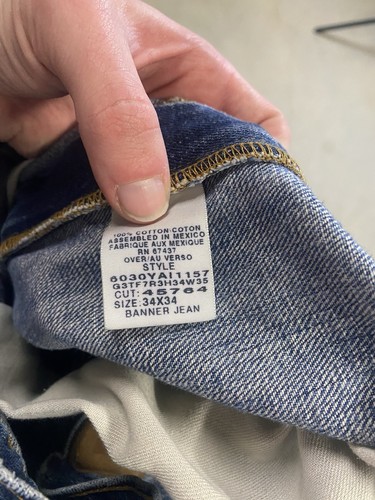 100% COTTON·COTON
ASSEMBLED IN MEXICO
FABRIQUE AUX MEXIQUE
RN 67437
OVER/AU VERSO
STYLE
6030YAI1157
G3TF7R3H34W35
CUT: 45764
SIZE: 34X34
BANNER JEAN